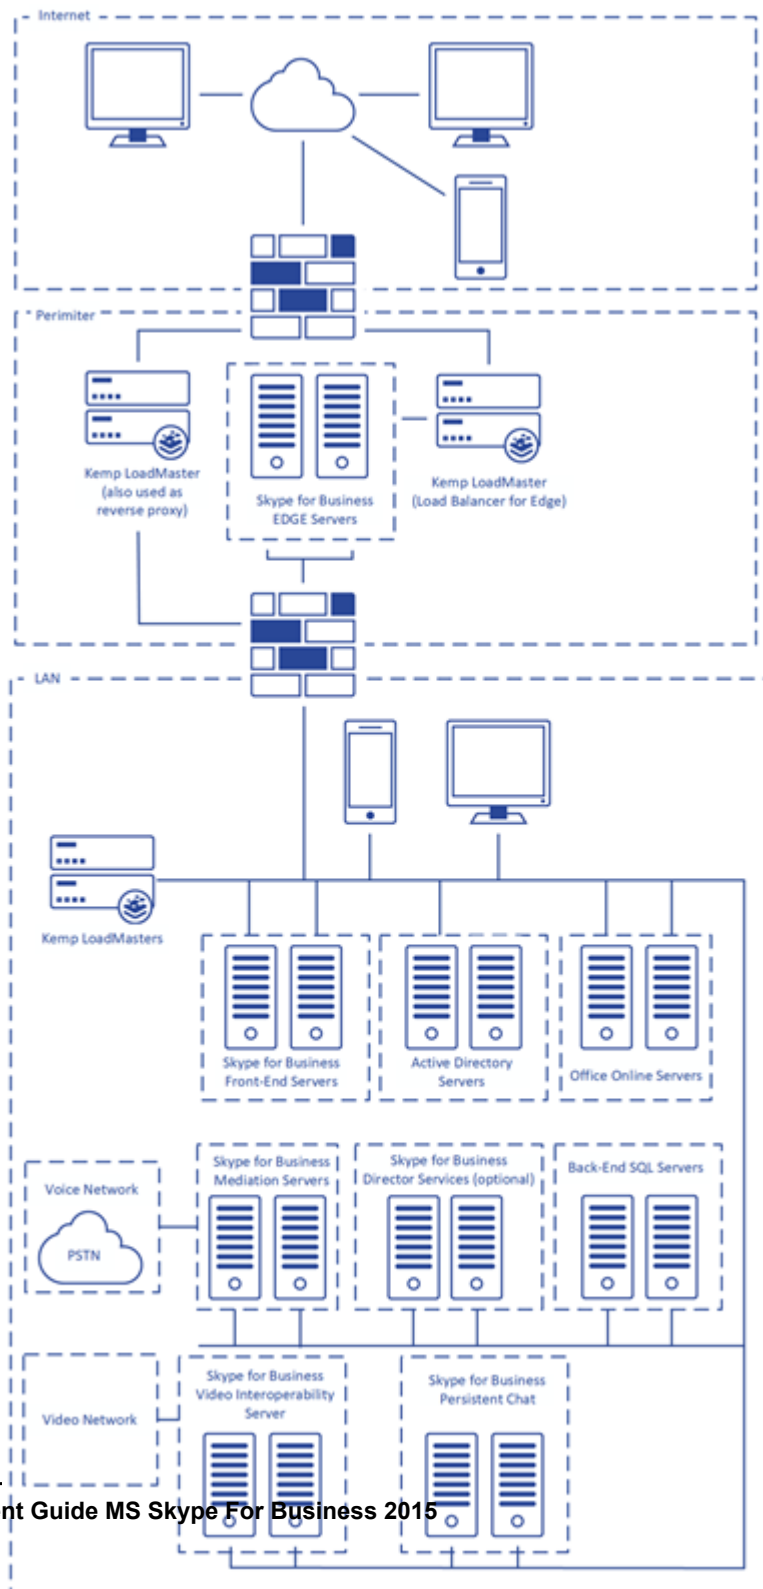 Internet
Perimiter
Kemp LoadMaster
(also used as
reverse proxy)
Skype for Business
EDGE Servers
Kemp LoadMaster
(Load Balancer for Edge)
LAN
Kemp LoadMasters
Skype for Business
Front-End Servers
Active Directory
Servers
Office Online Servers
Voice Network
PSTN
Skype for Business
Mediation Servers
Skype for Business
Director Services (optional)
Back-End SQL Servers
Video Network
Skype for Business
Video Interoperability
Server
Skype for Business
Persistent Chat
nt Guide MS Skype For Business 2015